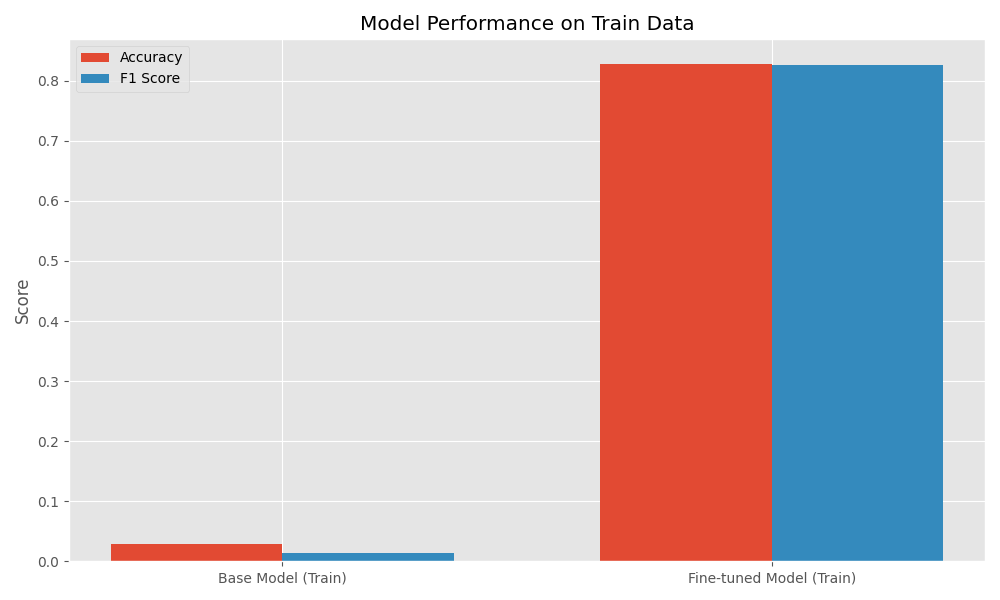 Model Performance on Train Data
Accuracy
F1 Score
0.8
0.7
0.6
0.5
0.4
0.3
0.2
0.1
0.0
Score
Base Model (Train)
Fine-tuned Model (Train)